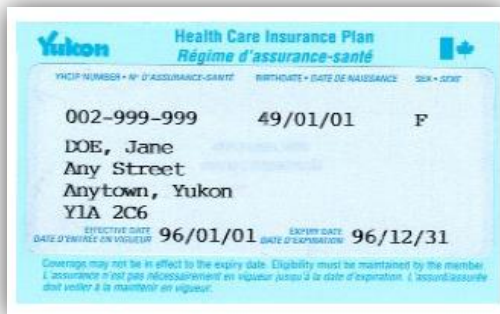 Yukon
Health Care Insurance Plan
Régime d'assurance-santé
YHCIP NUMBER • Nº D'ASSURANCE-SANTÉ BIRTHDATE • DATE DE NAISSANCE SEX • SEXE
002-999-999 49/01/01 F
DOE, Jane
Any Street
Anytown, Yukon
Y1A 2C6
EFFECTIVE DATE EXPIRY DATE
DATE D'ENTRÉE EN VIGUEUR 96/01/01 DATE D'EXPIRATION 96/12/31
Coverage may not be in effect to the expiry date. Eligibility must be maintained by the member.
L'assurance n'est pas nécessairement en vigueur jusqu'à la date d'expiration. L'assuré/assurée
doit veiller à la maintenir en vigueur.